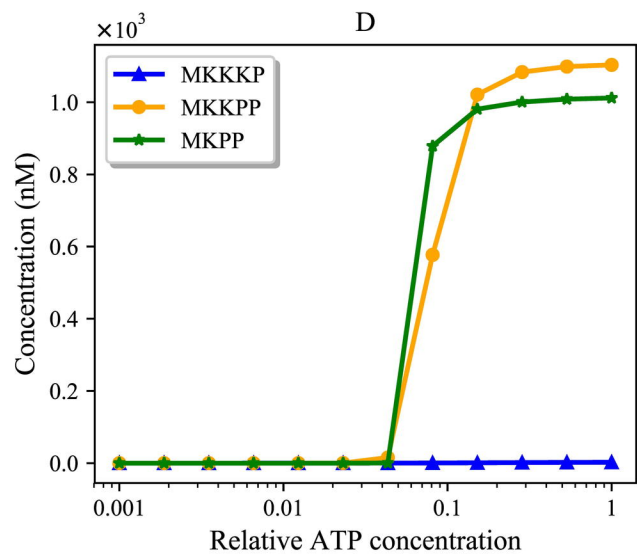 ×10³
D
MKKKP
MKKPP
MKPP
1.0
0.8
0.6
0.4
0.2
0.0
Concentration (nM)
0.001
0.01
0.1
1
Relative ATP concentration